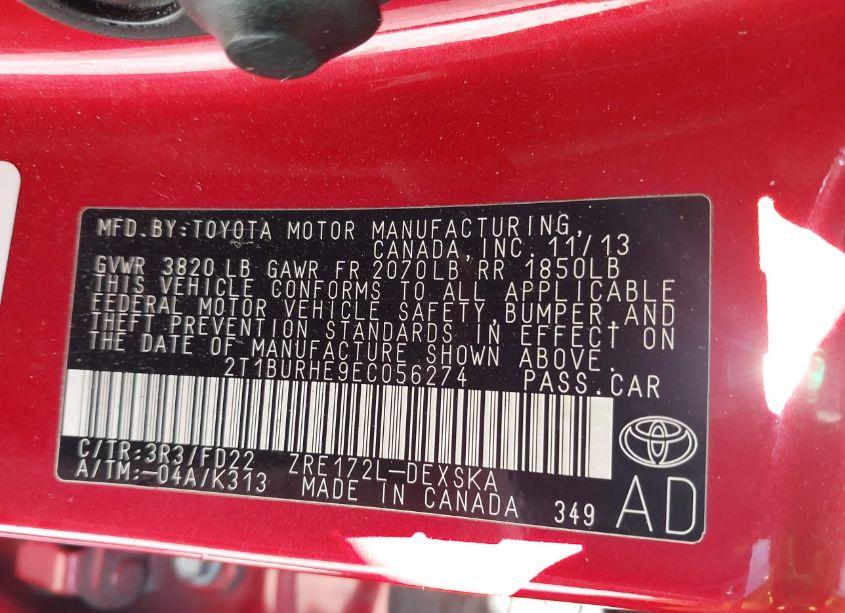 MFD. BY:TOYOTA MOTOR MANUFACTURING,
CANADA, INC. 11/13
GVWR 3820 LB GAWR FR 2070LB RR 1850LB
THIS VEHICLE CONFORMS TO ALL APPLICABLE
FEDERAL MOTOR VEHICLE SAFETY, BUMPER, AND
THEFT PREVENTION STANDARDS IN EFFECT ON
THE DATE OF MANUFACTURE SHOWN ABOVE.
2T1BURHE9EC056274 PASS.CAR
C/TR:3R3/FD22 ZRE172L-DEXSKA
A/TM:-04A/K313 MADE IN CANADA 349 AD